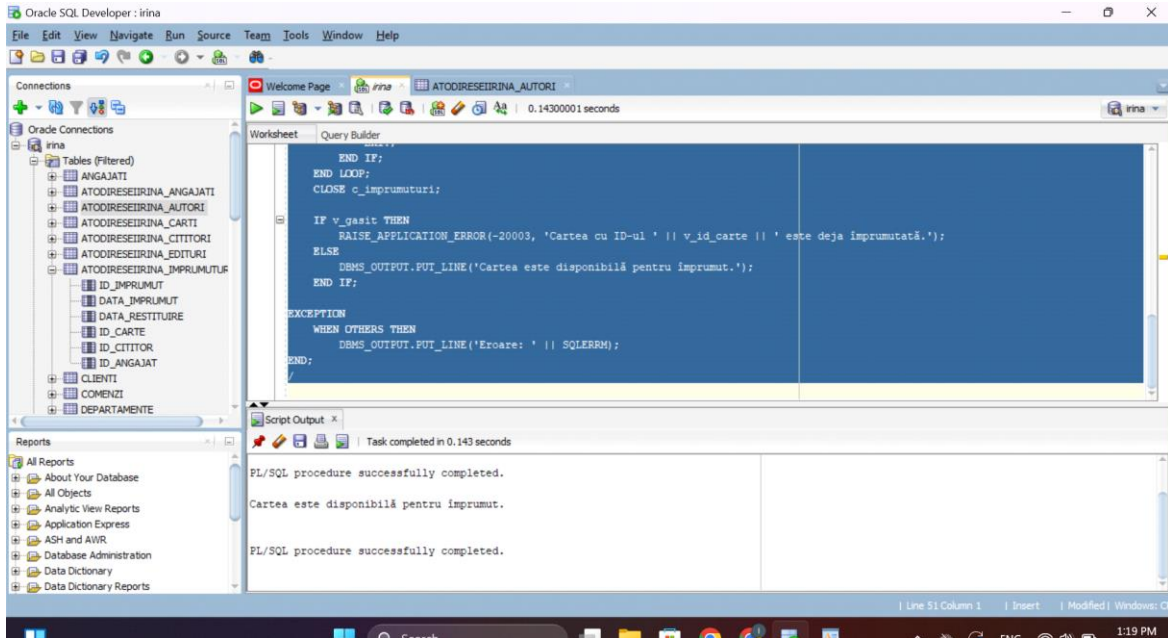 Oracle SQL Developer : irina
File Edit View Navigate Run Source Team Tools Window Help
Connections
Oracle Connections
irina
Tables (Filtered)
ANGAJATI
ATODIRESEIIRINA_ANGAJATI
ATODIRESEIIRINA_AUTORI
ATODIRESEIIRINA_CARTI
ATODIRESEIIRINA_CITITORI
ATODIRESEIIRINA_EDITURI
ATODIRESEIIRINA_IMPRUMUTUR
ID_IMPRUMUT
DATA_IMPRUMUT
DATA_RESTITUIRE
ID_CARTE
ID_CITITOR
ID_ANGAJAT
CLIENTI
COMENZI
DEPARTAMENTE
Reports
All Reports
About Your Database
All Objects
Analytic View Reports
Application Express
ASH and AWR
Database Administration
Data Dictionary
Data Dictionary Reports
Welcome Page irina ATODIRESEIIRINA_AUTORI
0.14300001 seconds irina
Worksheet Query Builder
END IF;
END LOOP;
CLOSE c_imprumuturi;
IF v_gasit THEN
RAISE_APPLICATION_ERROR(-20003, 'Cartea cu ID-ul ' || v_id_carte || ' este deja împrumutată.');
ELSE
DBMS_OUTPUT.PUT_LINE('Cartea este disponibilă pentru împrumut.');
END IF;
EXCEPTION
WHEN OTHERS THEN
DBMS_OUTPUT.PUT_LINE('Eroare: ' || SQLERRM);
END;
/
Script Output
Task completed in 0.143 seconds
PL/SQL procedure successfully completed.
Cartea este disponibilă pentru împrumut.
PL/SQL procedure successfully completed.
Line 51 Column 1 | Insert | Modified | Windows: C
Search
ENG
1:19 PM